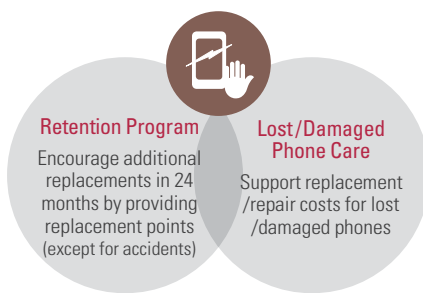 Retention Program
Encourage additional
replacements in 24
months by providing
replacement points
(except for accidents)
Lost/Damaged
Phone Care
Support replacement
/repair costs for lost
/damaged phones